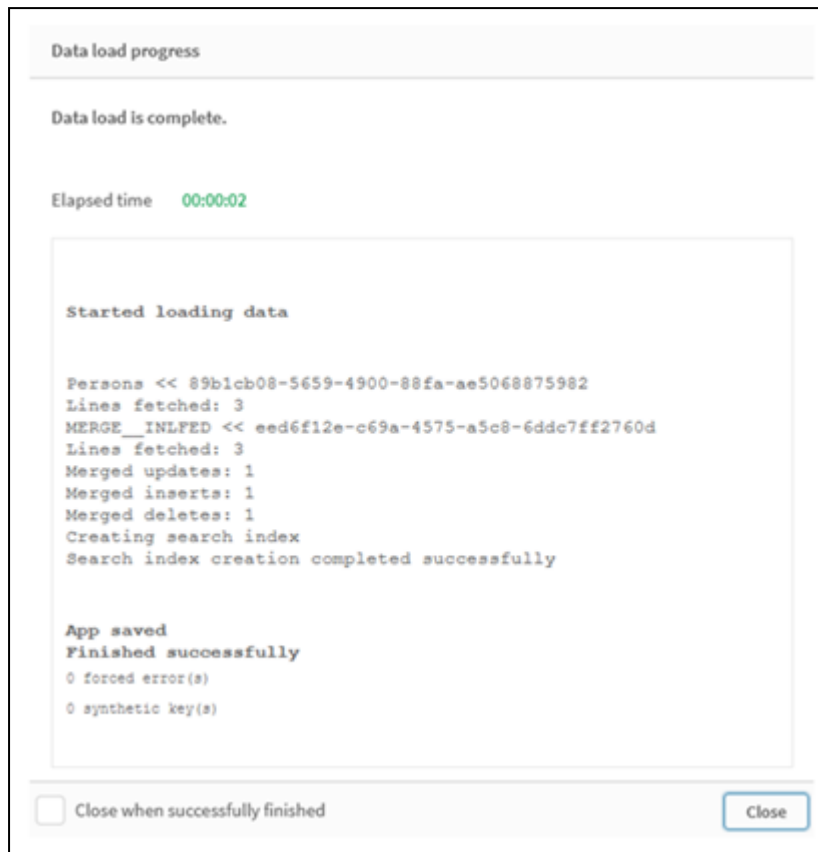 Data load progress
Data load is complete.
Elapsed time 00:00:02
Started loading data
Persons << 89b1cb08-5659-4900-88fa-ae5068875982
Lines fetched: 3
MERGE__INLFED << eed6f12e-c69a-4575-a5c8-6ddc7ff2760d
Lines fetched: 3
Merged updates: 1
Merged inserts: 1
Merged deletes: 1
Creating search index
Search index creation completed successfully
App saved
Finished successfully
0 forced error(s)
0 synthetic key(s)
Close when successfully finished
Close